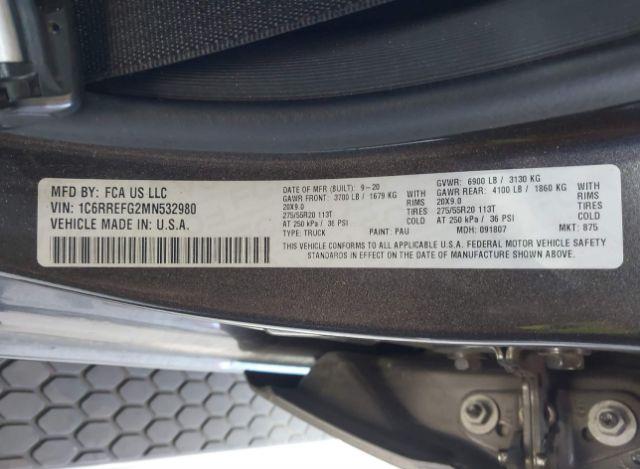 MFD BY: FCA US LLC
VIN: 1C6RREFG2MN532980
VEHICLE MADE IN: U.S.A.
DATE OF MFR (BUILT): 9-20
GAWR FRONT: 3700 LB / 1679 KG WITH
20X9.0 RIMS
275/55R20 113T TIRES
AT 250 kPa / 36 PSI COLD
TYPE: TRUCK PAINT: PAU
GVWR: 6900 LB / 3130 KG
GAWR REAR: 4100 LB / 1860 KG WITH
20X9.0 RIMS
275/55R20 113T TIRES
AT 250 kPa / 36 PSI COLD
MDH: 091807 MKT: 875
THIS VEHICLE CONFORMS TO ALL APPLICABLE U.S.A. FEDERAL MOTOR VEHICLE SAFETY
STANDARDS IN EFFECT ON THE DATE OF MANUFACTURE SHOWN ABOVE.